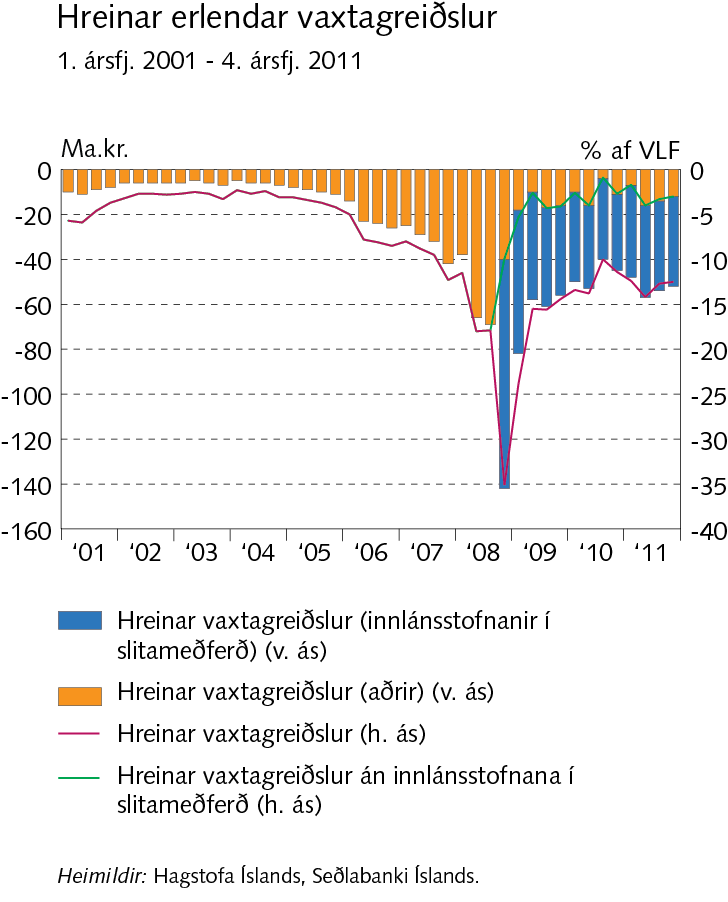 Hreinar erlendar vaxtagreiðslur
1. ársfj. 2001 - 4. ársfj. 2011
Ma.kr.
% af VLF
0
-20
-40
-60
-80
-100
-120
-140
-160
0
-5
-10
-15
-20
-25
-30
-35
-40
‘01 ‘02 ‘03 ‘04 ‘05 ‘06 ‘07 ‘08 ‘09 ‘10 ‘11
Hreinar vaxtagreiðslur (innlánsstofnanir í
slitameðferð) (v. ás)
Hreinar vaxtagreiðslur (aðrir) (v. ás)
Hreinar vaxtagreiðslur (h. ás)
Hreinar vaxtagreiðslur án innlánsstofnana í
slitameðferð (h. ás)
Heimildir: Hagstofa Íslands, Seðlabanki Íslands.